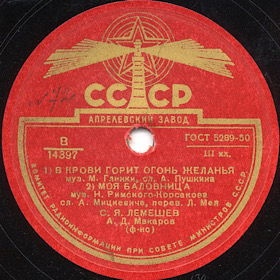 СССР
АПРЕЛЕВСКИЙ ЗАВОД
В
14397
ГОСТ 5289-50
III кл.
1) В КРОВИ ГОРИТ ОГОНЬ ЖЕЛАНЬЯ
муз. М. Глинки, сл. А. Пушкина
2) МОЯ БАЛОВНИЦА
муз. Н. Римского-Корсакова
сл. А. Мицкевича, перев. Л. Мея
С. Я. ЛЕМЕШЕВ
А. Д. Макаров
(ф-но)
КОМИТЕТ РАДИОИНФОРМАЦИИ ПРИ СОВЕТЕ МИНИСТРОВ СССР